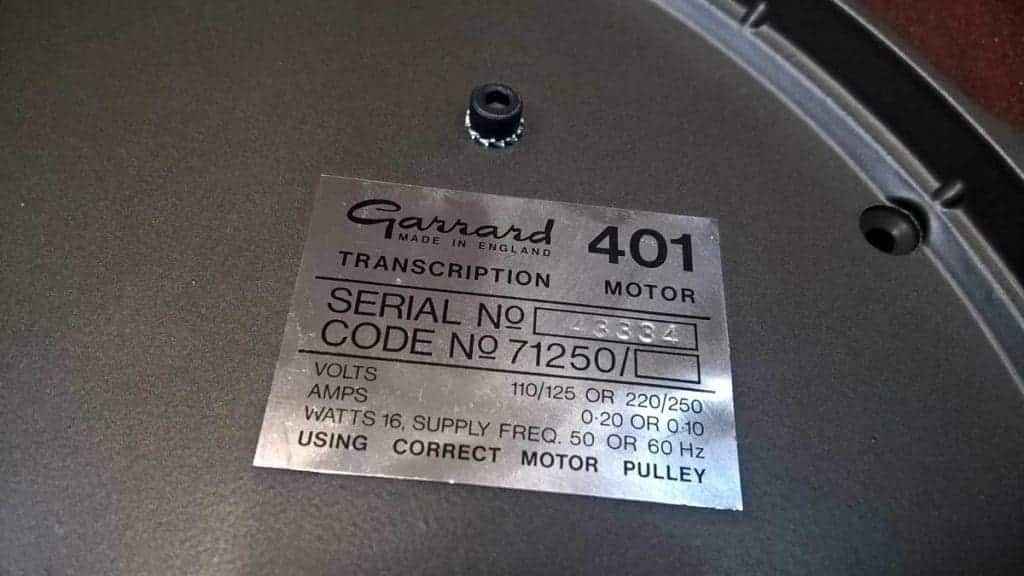 Garrard 401
MADE IN ENGLAND
TRANSCRIPTION MOTOR
SERIAL Nº 43334
CODE Nº 71250/
VOLTS 110/125 OR 220/250
AMPS 0·20 OR 0·10
WATTS 16, SUPPLY FREQ. 50 OR 60 Hz
USING CORRECT MOTOR PULLEY